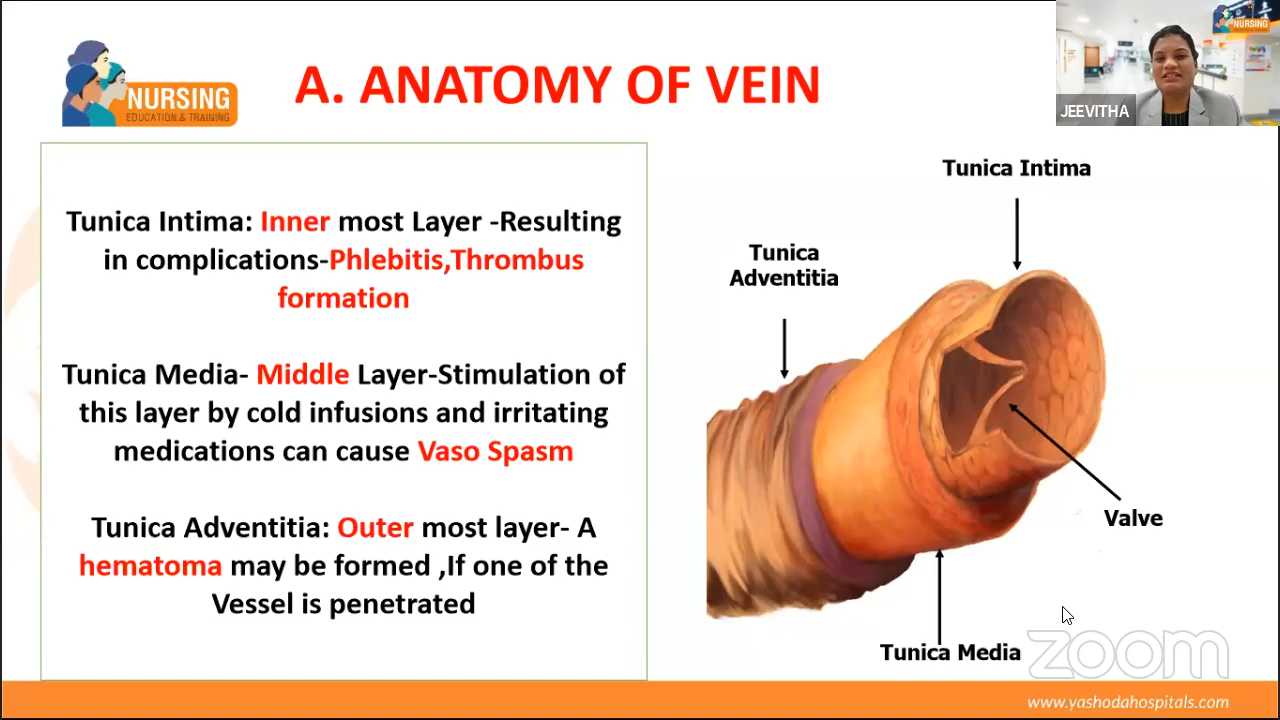 NURSING
EDUCATION & TRAINING
A. ANATOMY OF VEIN
NURSING
JEEVITHA
Tunica Intima: Inner most Layer -Resulting
in complications-Phlebitis,Thrombus
formation
Tunica Media- Middle Layer-Stimulation of
this layer by cold infusions and irritating
medications can cause Vaso Spasm
Tunica Adventitia: Outer most layer- A
hematoma may be formed ,If one of the
Vessel is penetrated
Tunica Intima
Tunica
Adventitia
Valve
Tunica Media
zoom
www.yashodahospitals.com